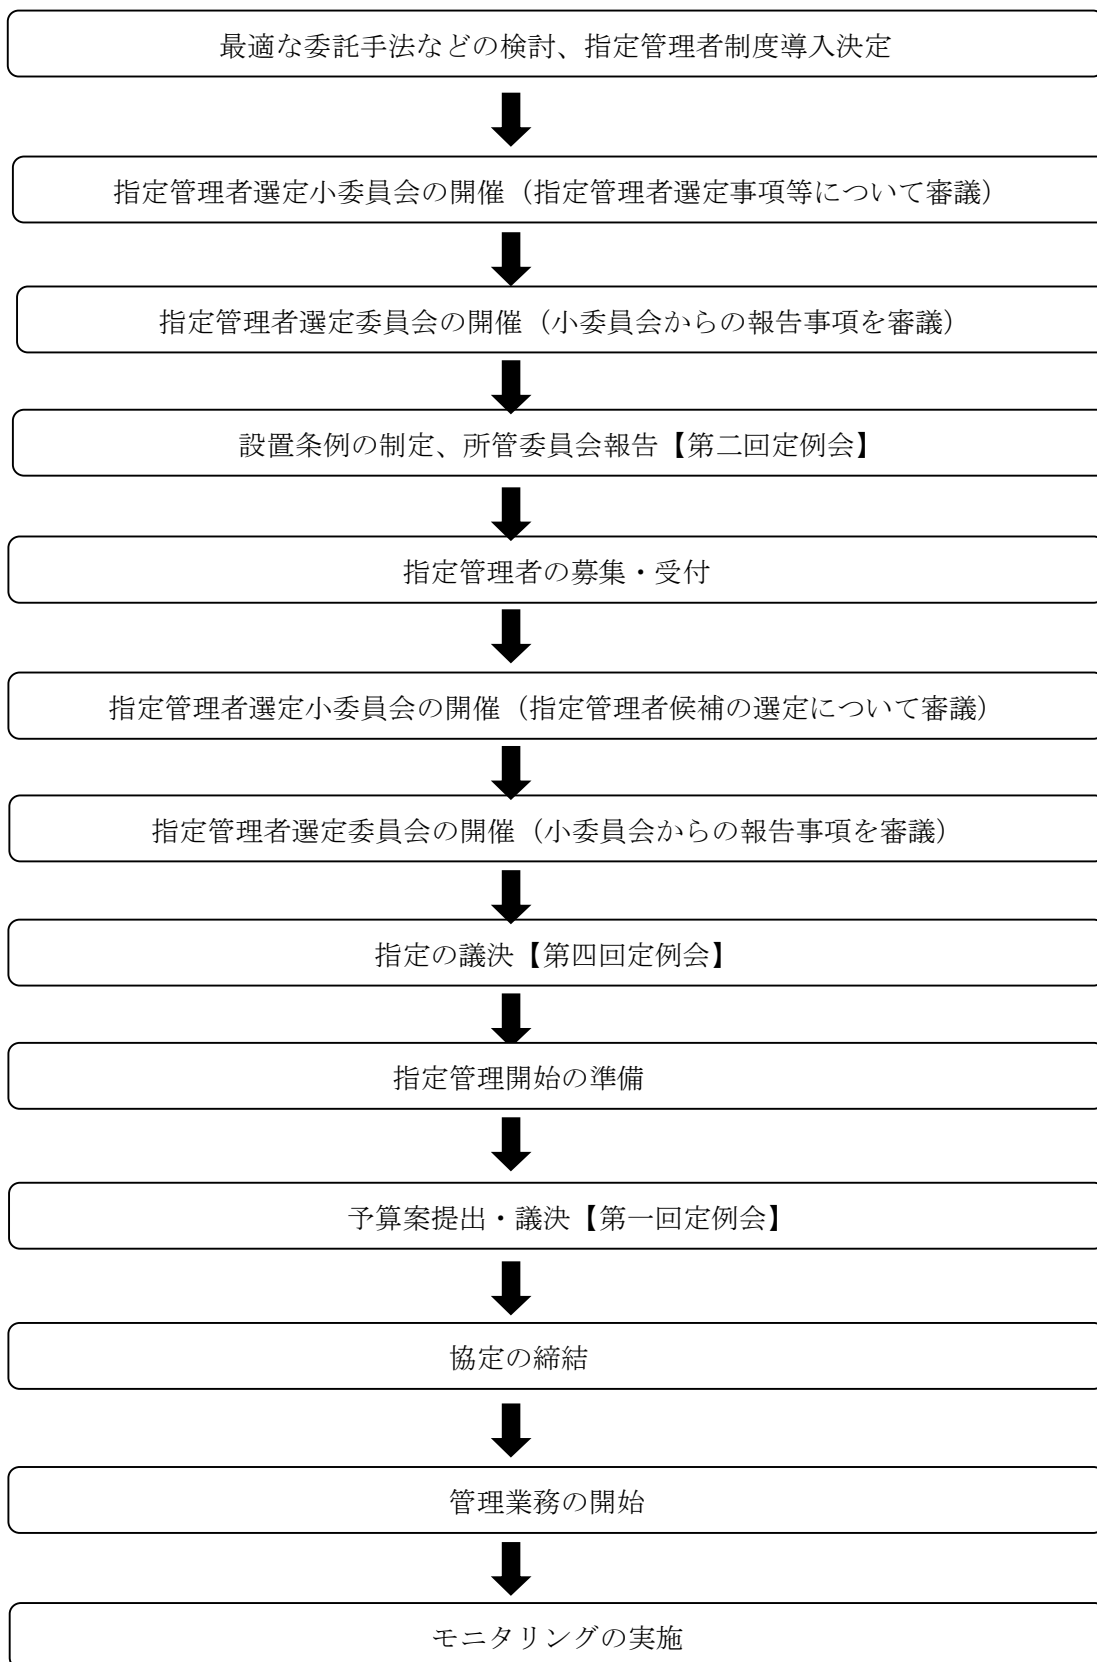 最適な委託手法などの検討、指定管理者制度導入決定
指定管理者選定小委員会の開催（指定管理者選定事項等について審議）
指定管理者選定委員会の開催（小委員会からの報告事項を審議）
設置条例の制定、所管委員会報告【第二回定例会】
指定管理者の募集・受付
指定管理者選定小委員会の開催（指定管理者候補の選定について審議）
指定管理者選定委員会の開催（小委員会からの報告事項を審議）
指定の議決【第四回定例会】
指定管理開始の準備
予算案提出・議決【第一回定例会】
協定の締結
管理業務の開始
モニタリングの実施